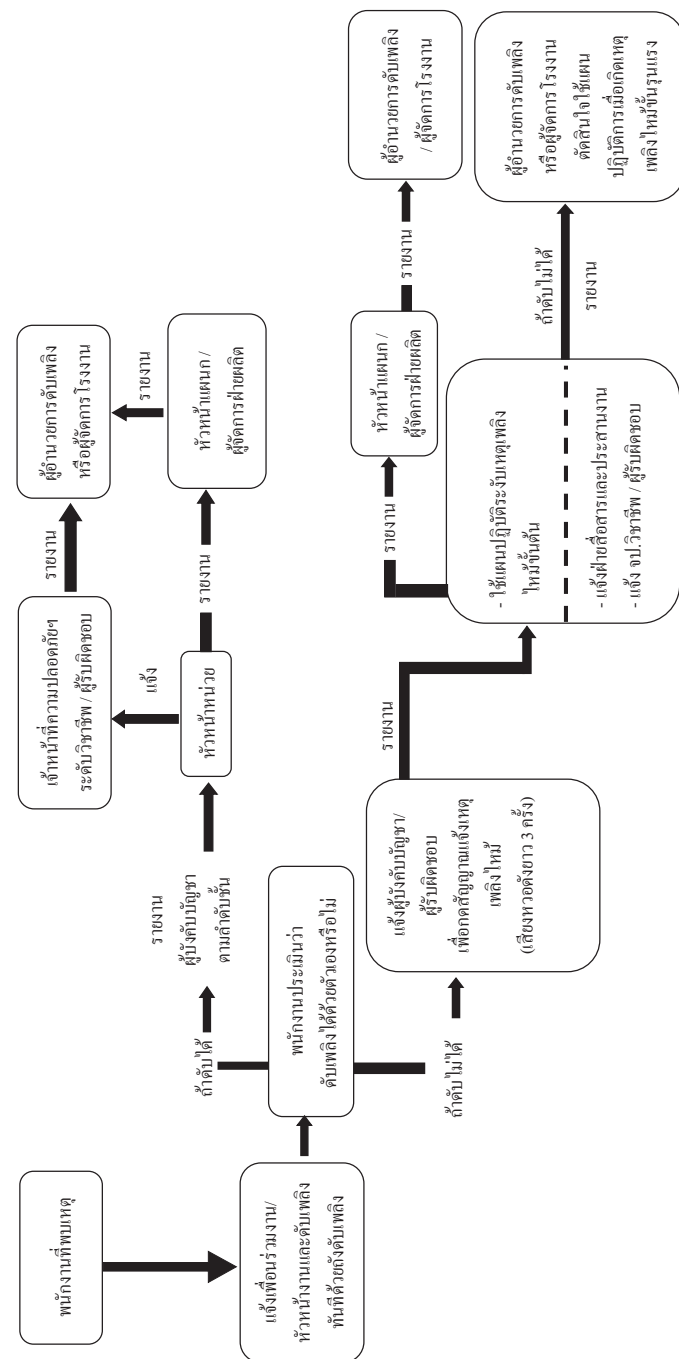 พนักงานที่พบเหตุ
แจ้งเพื่อนร่วมงาน/
หัวหน้างานและดับเพลิง
ทันทีด้วยถังดับเพลิง
พนักงานประเมินว่า
ดับเพลิงได้ด้วยตัวเองหรือไม่
ถ้าดับได้
รายงาน
ผู้บังคับบัญชา
ตามลำดับชั้น
หัวหน้าหน่วย
แจ้ง
เจ้าหน้าที่ความปลอดภัยฯ
ระดับวิชาชีพ / ผู้รับผิดชอบ
รายงาน
ผู้อำนวยการดับเพลิง
หรือผู้จัดการโรงงาน
รายงาน
หัวหน้าแผนก /
ผู้จัดการฝ่ายผลิต
รายงาน
ถ้าดับไม่ได้
แจ้งผู้บังคับบัญชา/
ผู้รับผิดชอบ
เพื่อกดสัญญาณแจ้งเหตุ
เพลิงไหม้
(เสียงหวอดังยาว 3 ครั้ง)
รายงาน
- ใช้แผนปฏิบัติระงับเหตุเพลิง
ไหม้ขั้นต้น
- แจ้งฝ่ายสื่อสารและประสานงาน
- แจ้ง จป.วิชาชีพ / ผู้รับผิดชอบ
รายงาน
หัวหน้าแผนก /
ผู้จัดการฝ่ายผลิต
รายงาน
ผู้อำนวยการดับเพลิง
/ ผู้จัดการโรงงาน
ถ้าดับไม่ได้
รายงาน
ผู้อำนวยการดับเพลิง
หรือผู้จัดการโรงงาน
ตัดสินใจใช้แผน
ปฏิบัติการเมื่อเกิดเหตุ
เพลิงไหม้ขั้นรุนแรง